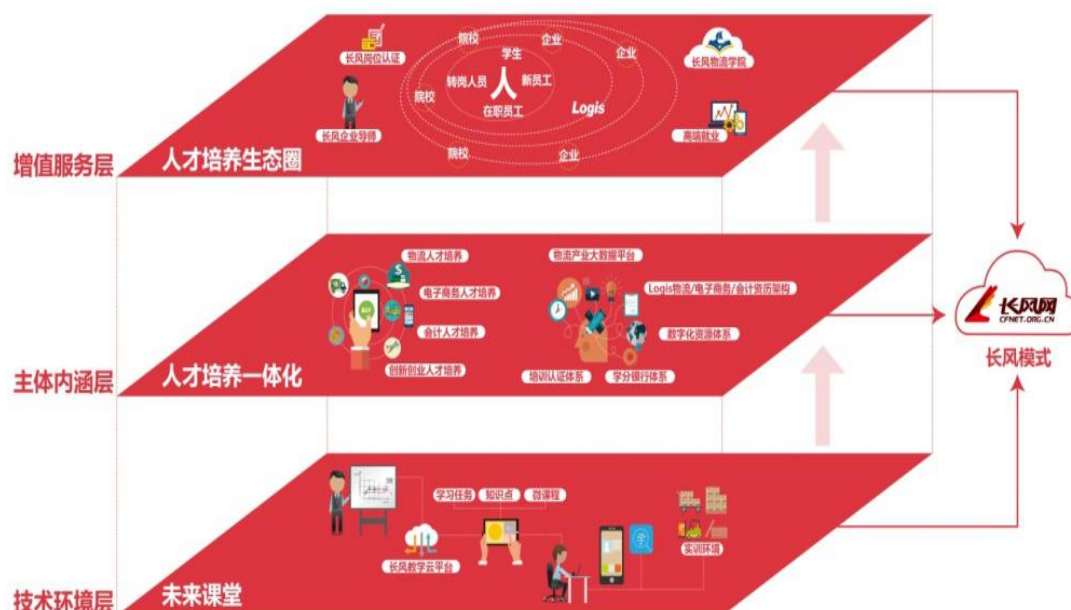 院校
企业
长风岗位认证
学生
企业
长风物流学院
转岗人员
人
新员工
院校
在职员工
Logis
长风企业导师
高端就业
院校
企业
增值服务层
人才培养生态圈
物流人才培养
物流产业大数据平台
电子商务人才培养
Logis物流/电子商务/会计资历架构
会计人才培养
数字化资源体系
创新创业人才培养
培训认证体系
学分银行体系
主体内涵层
人才培养一体化
长风网
CFNET.ORG.CN
长风模式
学习任务
知识点
微课程
学
长风教学云平台
实训环境
技术环境层
未来课堂